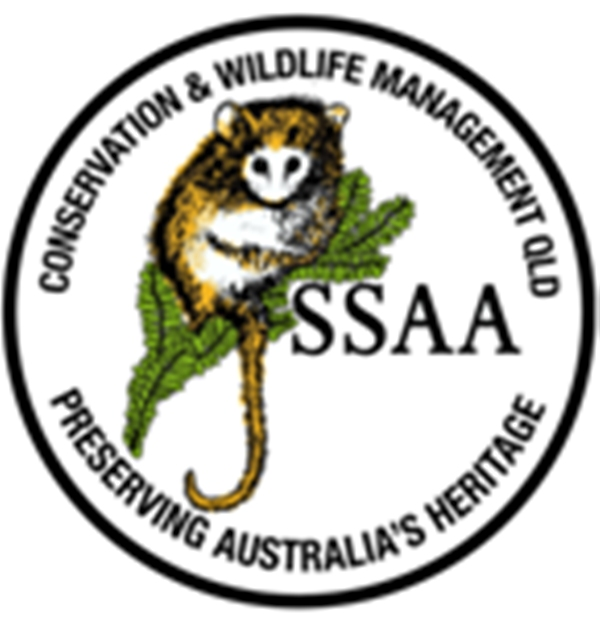 CONSERVATION & WILDLIFE MANAGEMENT QLD
SSAA
PRESERVING AUSTRALIA'S HERITAGE